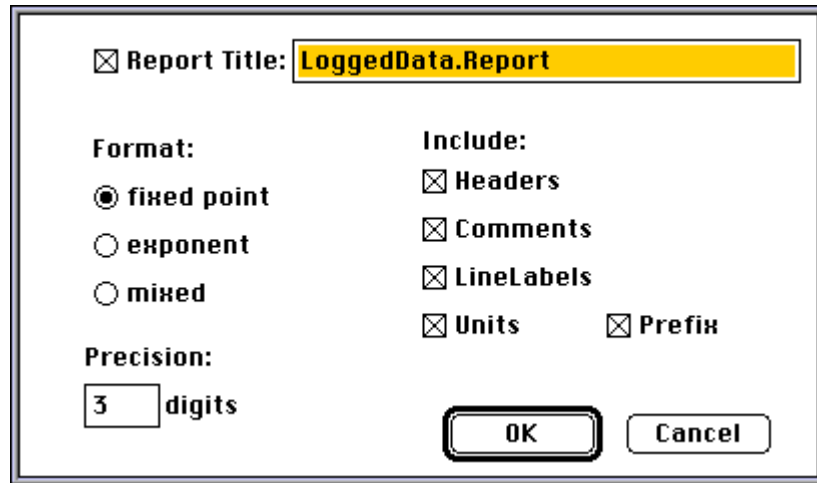 Report Title: LoggedData.Report
Format:
fixed point
exponent
mixed
Precision:
3 digits
Include:
Headers
Comments
LineLabels
Units Prefix
OK Cancel